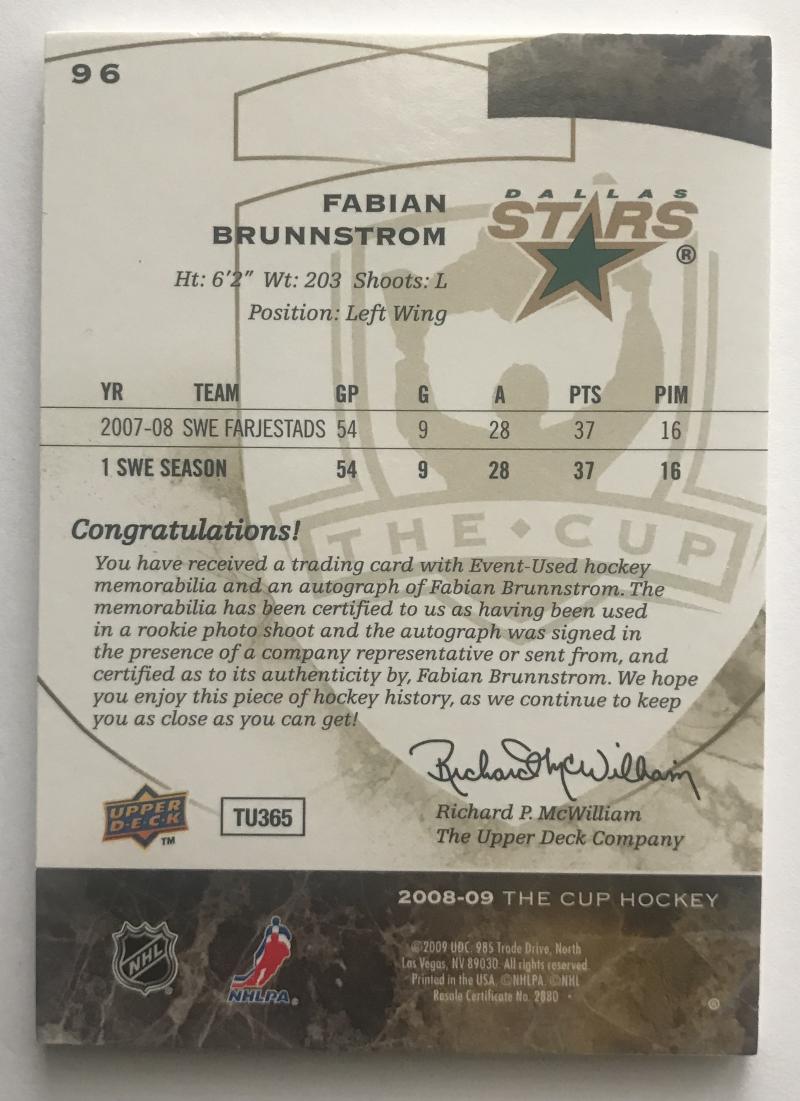 96
FABIAN
BRUNNSTROM
DALLAS
STARS
®
Ht: 6'2" Wt: 203 Shoots: L
Position: Left Wing
YR TEAM GP G A PTS PIM
2007-08 SWE FARJESTADS 54 9 28 37 16
1 SWE SEASON 54 9 28 37 16
THE CUP
Congratulations!
You have received a trading card with Event-Used hockey
memorabilia and an autograph of Fabian Brunnstrom. The
memorabilia has been certified to us as having been used
in a rookie photo shoot and the autograph was signed in
the presence of a company representative or sent from, and
certified as to its authenticity by, Fabian Brunnstrom. We hope
you enjoy this piece of hockey history, as we continue to keep
you as close as you can get!
Richard McWilliam
Richard P. McWilliam
The Upper Deck Company
UPPER
D·E·C·K
TM
TU365
2008-09 THE CUP HOCKEY
NHL
®
NHLPA®
©2009 UDC. 985 Trade Drive, North
Las Vegas, NV 89030. All rights reserved.
Printed in the USA. ©NHLPA. ©NHL
Resale Certificate No. 2880
®